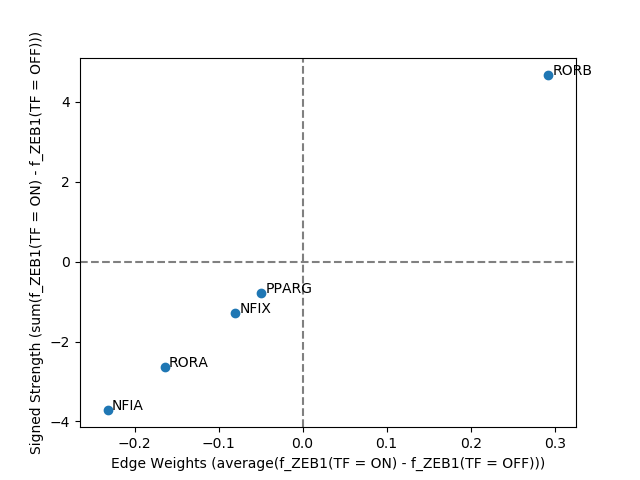 Signed Strength (sum(f_ZEB1(TF = ON) - f_ZEB1(TF = OFF)))
4
2
0
−2
−4
RORB
PPARG
NFIX
RORA
NFIA
−0.2
−0.1
0.0
0.1
0.2
0.3
Edge Weights (average(f_ZEB1(TF = ON) - f_ZEB1(TF = OFF)))